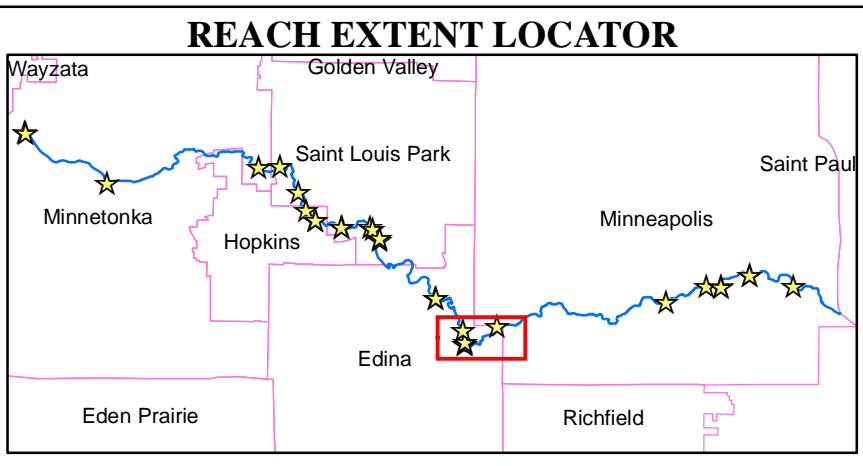 REACH EXTENT LOCATOR
Wayzata
Golden Valley
Saint Louis Park
Saint Paul
Minnetonka
Minneapolis
Hopkins
Edina
Eden Prairie
Richfield